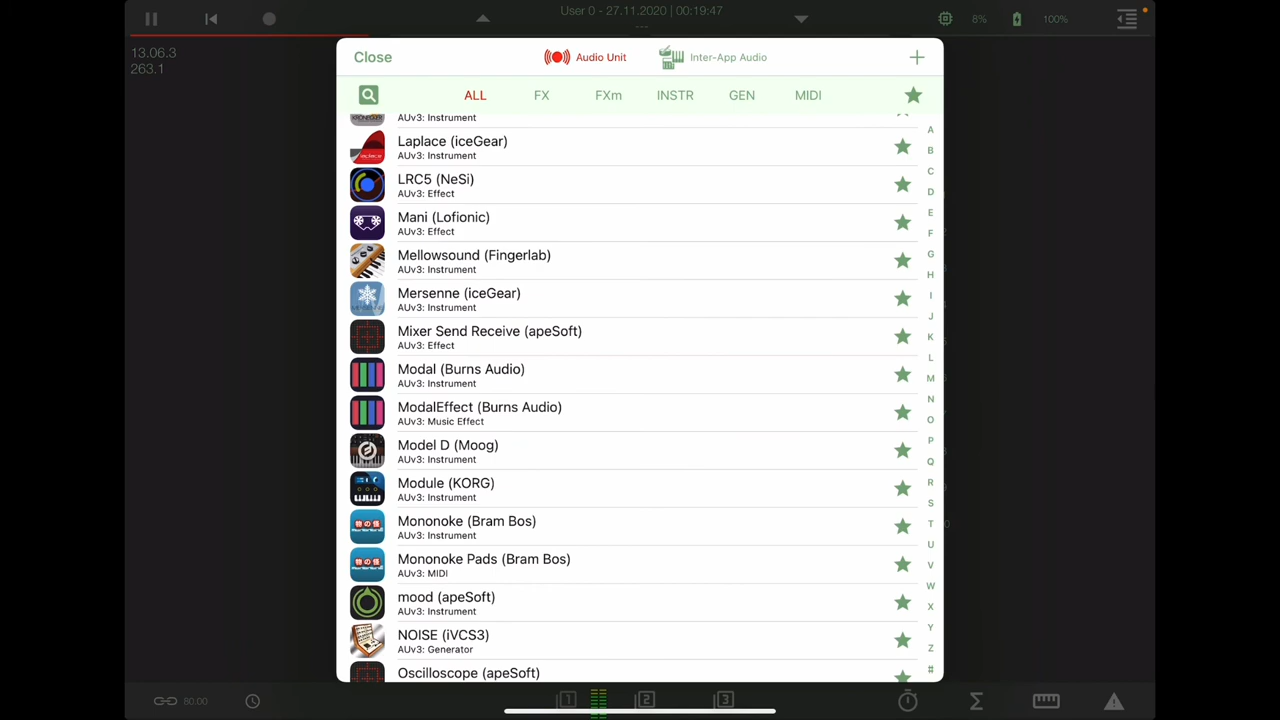 User 0 - 27.11.2020 | 00:19:47
8%
100%
13.06.3
263.1
Close
Audio Unit
Inter-App Audio
ALL
FX
FXm
INSTR
GEN
MIDI
AUv3: Instrument
Laplace (iceGear)
AUv3: Instrument
LRC5 (NeSi)
AUv3: Effect
Mani (Lofionic)
AUv3: Effect
Mellowsound (Fingerlab)
AUv3: Instrument
Mersenne (iceGear)
AUv3: Instrument
Mixer Send Receive (apeSoft)
AUv3: Effect
Modal (Burns Audio)
AUv3: Instrument
ModalEffect (Burns Audio)
AUv3: Music Effect
Model D (Moog)
AUv3: Instrument
Module (KORG)
AUv3: Instrument
Mononoke (Bram Bos)
AUv3: Instrument
Mononoke Pads (Bram Bos)
AUv3: MIDI
mood (apeSoft)
AUv3: Instrument
NOISE (iVCS3)
AUv3: Generator
Oscilloscope (apeSoft)
A
B
C
D
E
F
G
H
I
J
K
L
M
N
O
P
Q
R
S
T
U
V
W
X
Y
Z
#
80.00
1
2
3